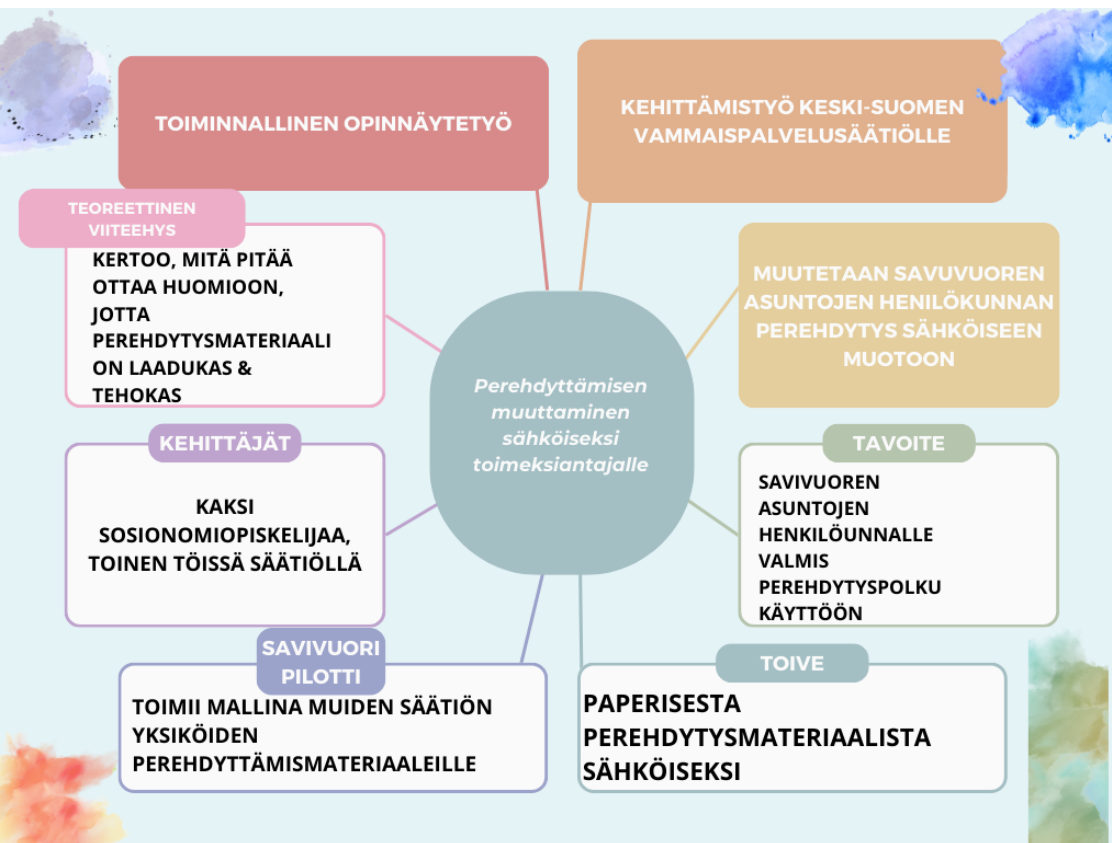 TOIMINNALLINEN OPINNÄYTETYÖ
KEHITTÄMISTYÖ KESKI-SUOMEN
VAMMAISPALVELUSÄÄTIÖLLE
TEOREETTINEN
VIITEEHYS
KERTOO, MITÄ PITÄÄ
OTTAA HUOMIOON,
JOTTA
PEREHDYTYSMATERIAALI
ON LAADUKAS &
TEHOKAS
MUUTETAAN SAVUVUOREN
ASUNTOJEN HENILÖKUNNAN
PEREHDYTYS SÄHKÖISEEN
MUOTOON
Perehdyttämisen
muuttaminen
sähköiseksi
toimeksiantajalle
KEHITTÄJÄT
KAKSI
SOSIONOMIOPISKELIJAA,
TOINEN TÖISSÄ SÄÄTIÖLLÄ
TAVOITE
SAVIVUOREN
ASUNTOJEN
HENKILÖUNNALLE
VALMIS
PEREHDYTYSPOLKU
KÄYTTÖÖN
SAVIVUORI
PILOTTI
TOIMII MALLINA MUIDEN SÄÄTIÖN
YKSIKÖIDEN
PEREHDYTTÄMISMATERIAALEILLE
TOIVE
PAPERISESTA
PEREHDYTYSMATERIAALISTA
SÄHKÖISEKSI